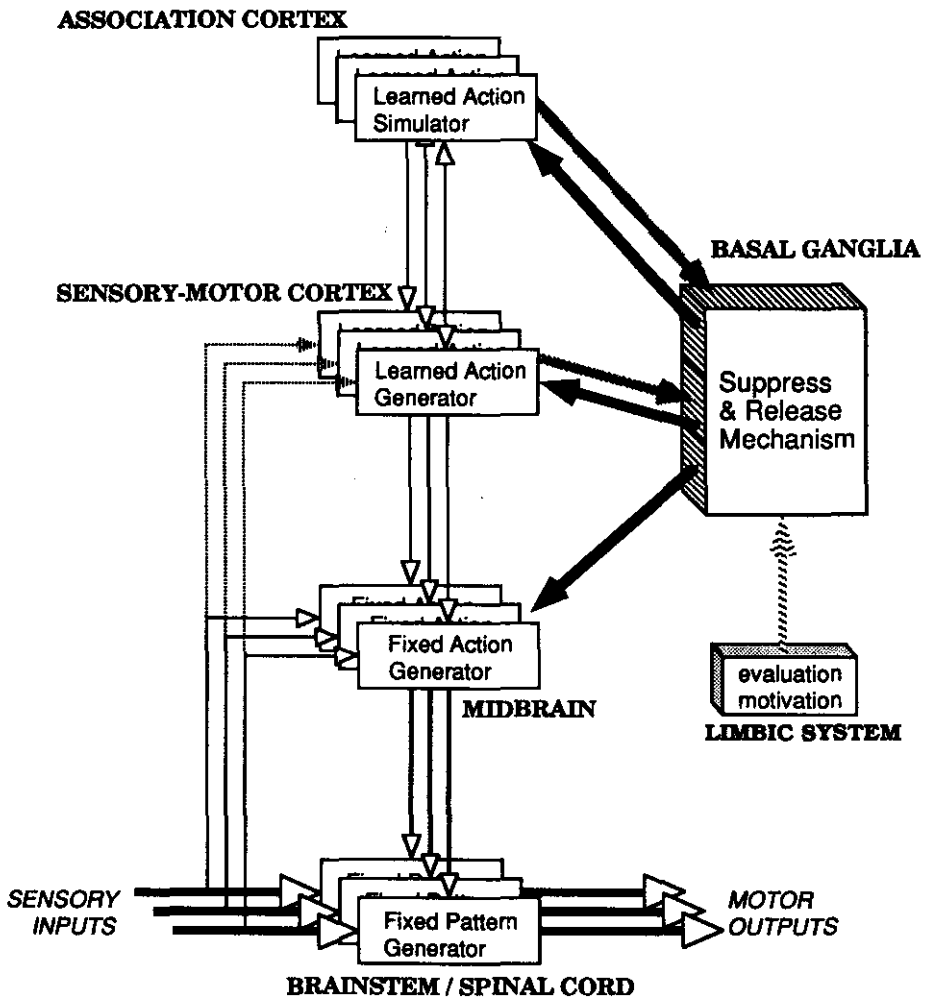 ASSOCIATION CORTEX
Learned Action
Simulator
BASAL GANGLIA
SENSORY-MOTOR CORTEX
Learned Action
Generator
Suppress
& Release
Mechanism
Fixed Action
Generator
MIDBRAIN
evaluation
motivation
LIMBIC SYSTEM
SENSORY
INPUTS
Fixed Pattern
Generator
MOTOR
OUTPUTS
BRAINSTEM / SPINAL CORD